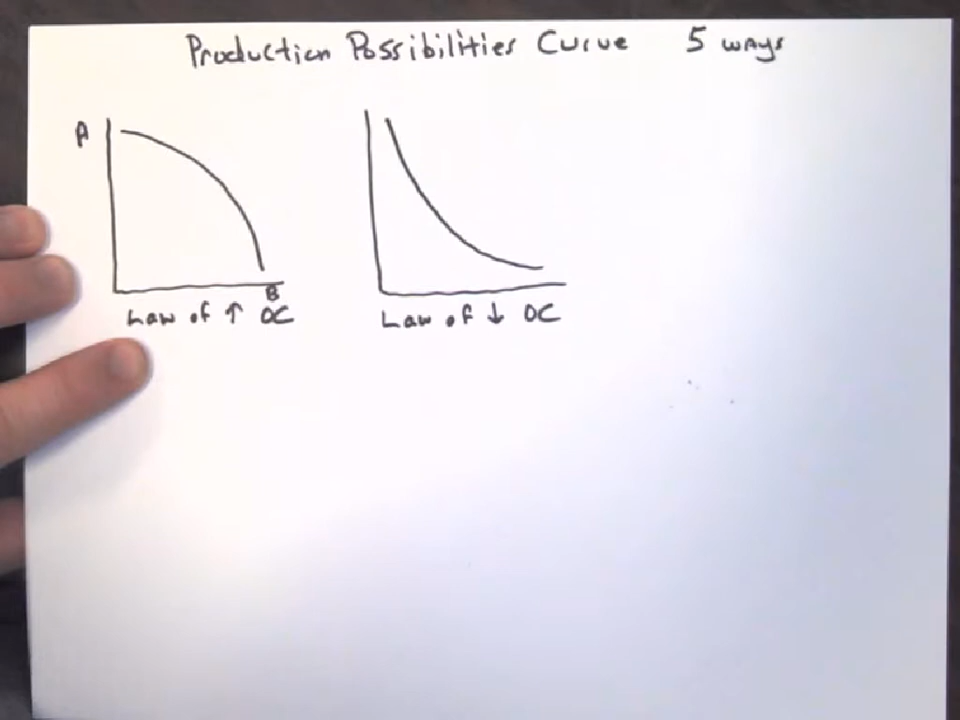 Production Possibilities Curve 5 ways
A
B
Law of ↑ OC
Law of ↓ OC